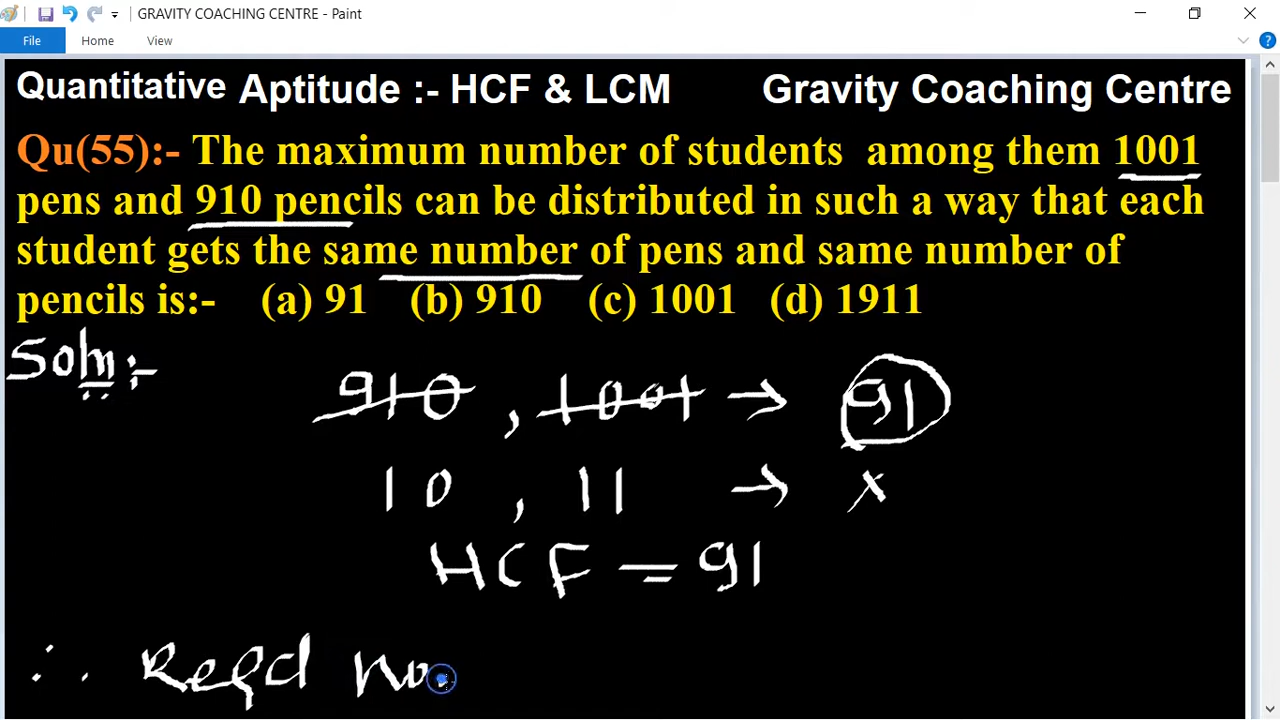 GRAVITY COACHING CENTRE - Paint
File Home View
Quantitative Aptitude :- HCF & LCM Gravity Coaching Centre
Qu(55):- The maximum number of students among them 1001
pens and 910 pencils can be distributed in such a way that each
student gets the same number of pens and same number of
pencils is:- (a) 91 (b) 910 (c) 1001 (d) 1911
Soln:-
910 , 1001 → 91
10 , 11 → x
HCF = 91
∴ Reqd no.